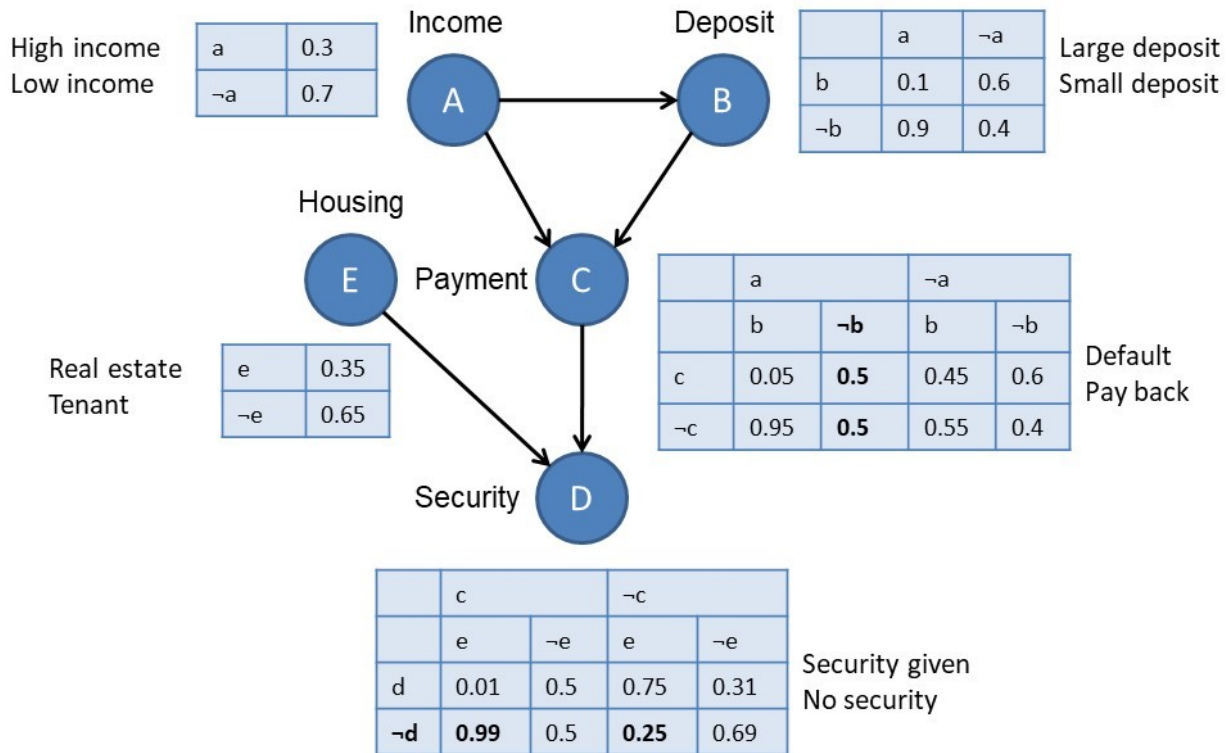 Income
Deposit
High income
Low income
a 0.3
¬a 0.7
A
B
a ¬a
b 0.1 0.6
¬b 0.9 0.4
Large deposit
Small deposit
Housing
E
Payment
C
Real estate
Tenant
e 0.35
¬e 0.65
a ¬a
b ¬b b ¬b
c 0.05 0.5 0.45 0.6
¬c 0.95 0.5 0.55 0.4
Default
Pay back
Security
D
c ¬c
e ¬e e ¬e
d 0.01 0.5 0.75 0.31
¬d 0.99 0.5 0.25 0.69
Security given
No security